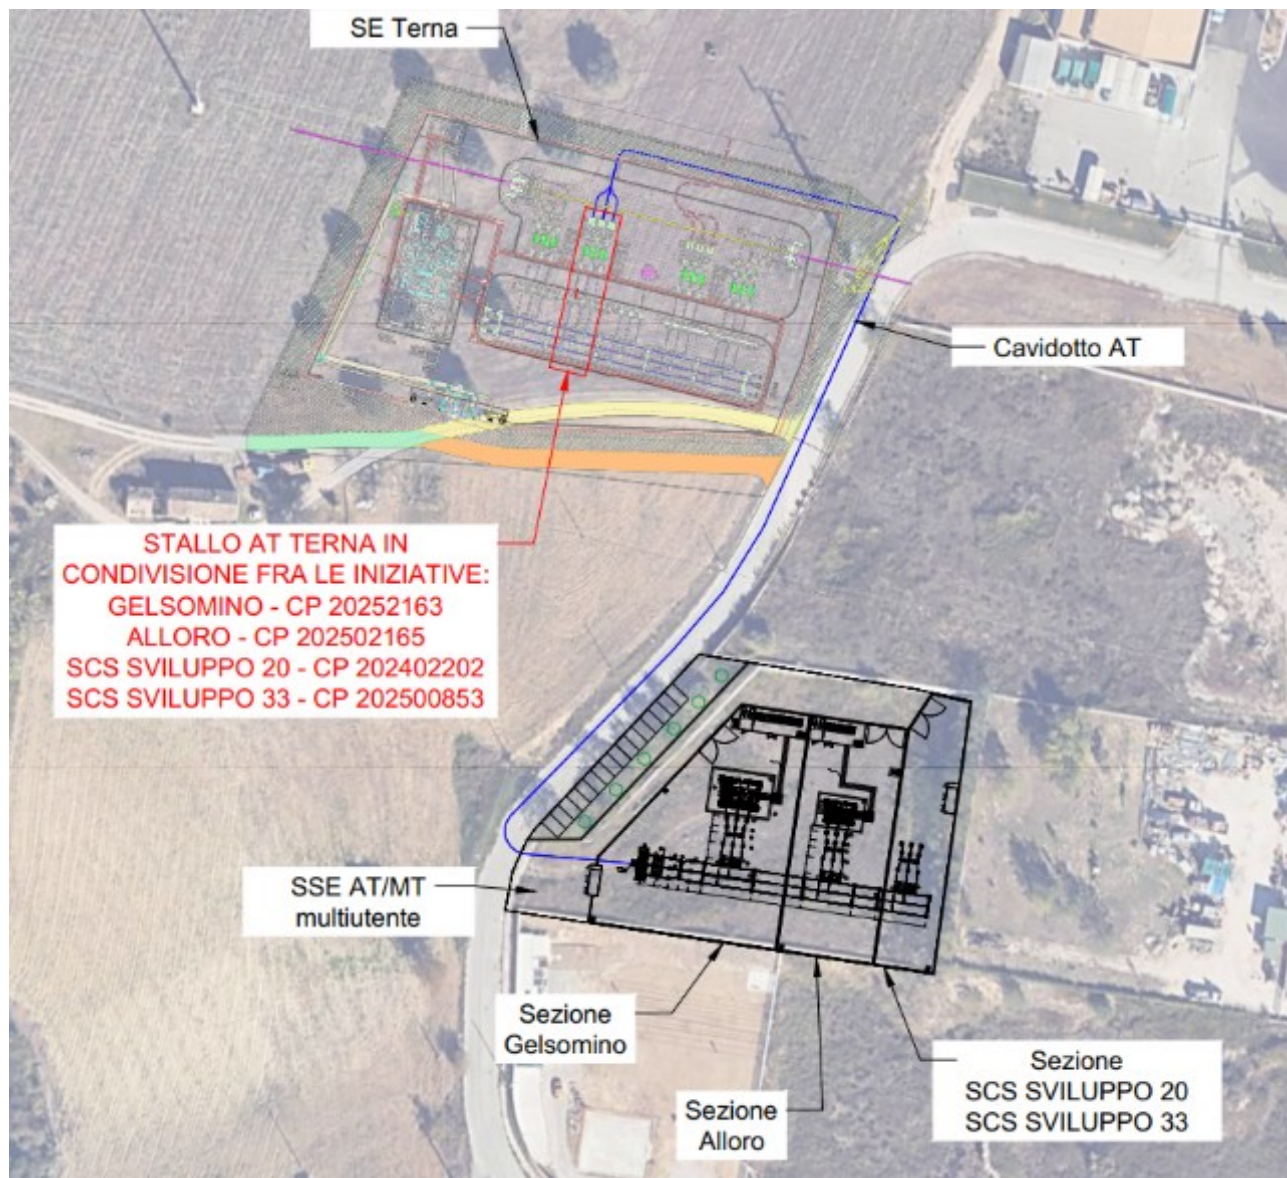 SE Terna
Cavidotto AT
STALLO AT TERNA IN
CONDIVISIONE FRA LE INIZIATIVE:
GELSOMINO - CP 20252163
ALLORO - CP 202502165
SCS SVILUPPO 20 - CP 202402202
SCS SVILUPPO 33 - CP 202500853
SSE AT/MT
multiutente
Sezione
Gelsomino
Sezione
Alloro
Sezione
SCS SVILUPPO 20
SCS SVILUPPO 33